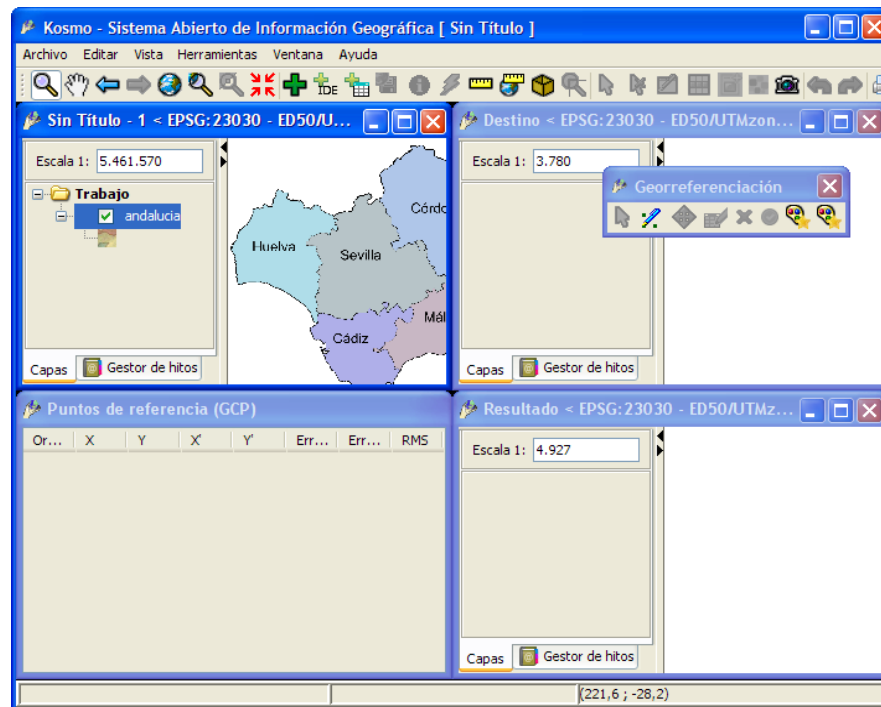 Kosmo - Sistema Abierto de Información Geográfica [ Sin Título ]
Archivo Editar Vista Herramientas Ventana Ayuda
IDE
Sin Título - 1 < EPSG:23030 - ED50/U...
Escala 1: 5.461.570
Trabajo
andalucia
Huelva
Sevilla
Córdo
Cádiz
Mál
Capas Gestor de hitos
Destino < EPSG:23030 - ED50/UTMzon...
Escala 1: 3.780
Georreferenciación
Capas Gestor de hitos
Puntos de referencia (GCP)
Or... X Y X' Y' Err... Err... RMS
Resultado < EPSG:23030 - ED50/UTMz...
Escala 1: 4.927
Capas Gestor de hitos
(221,6 ; -28,2)